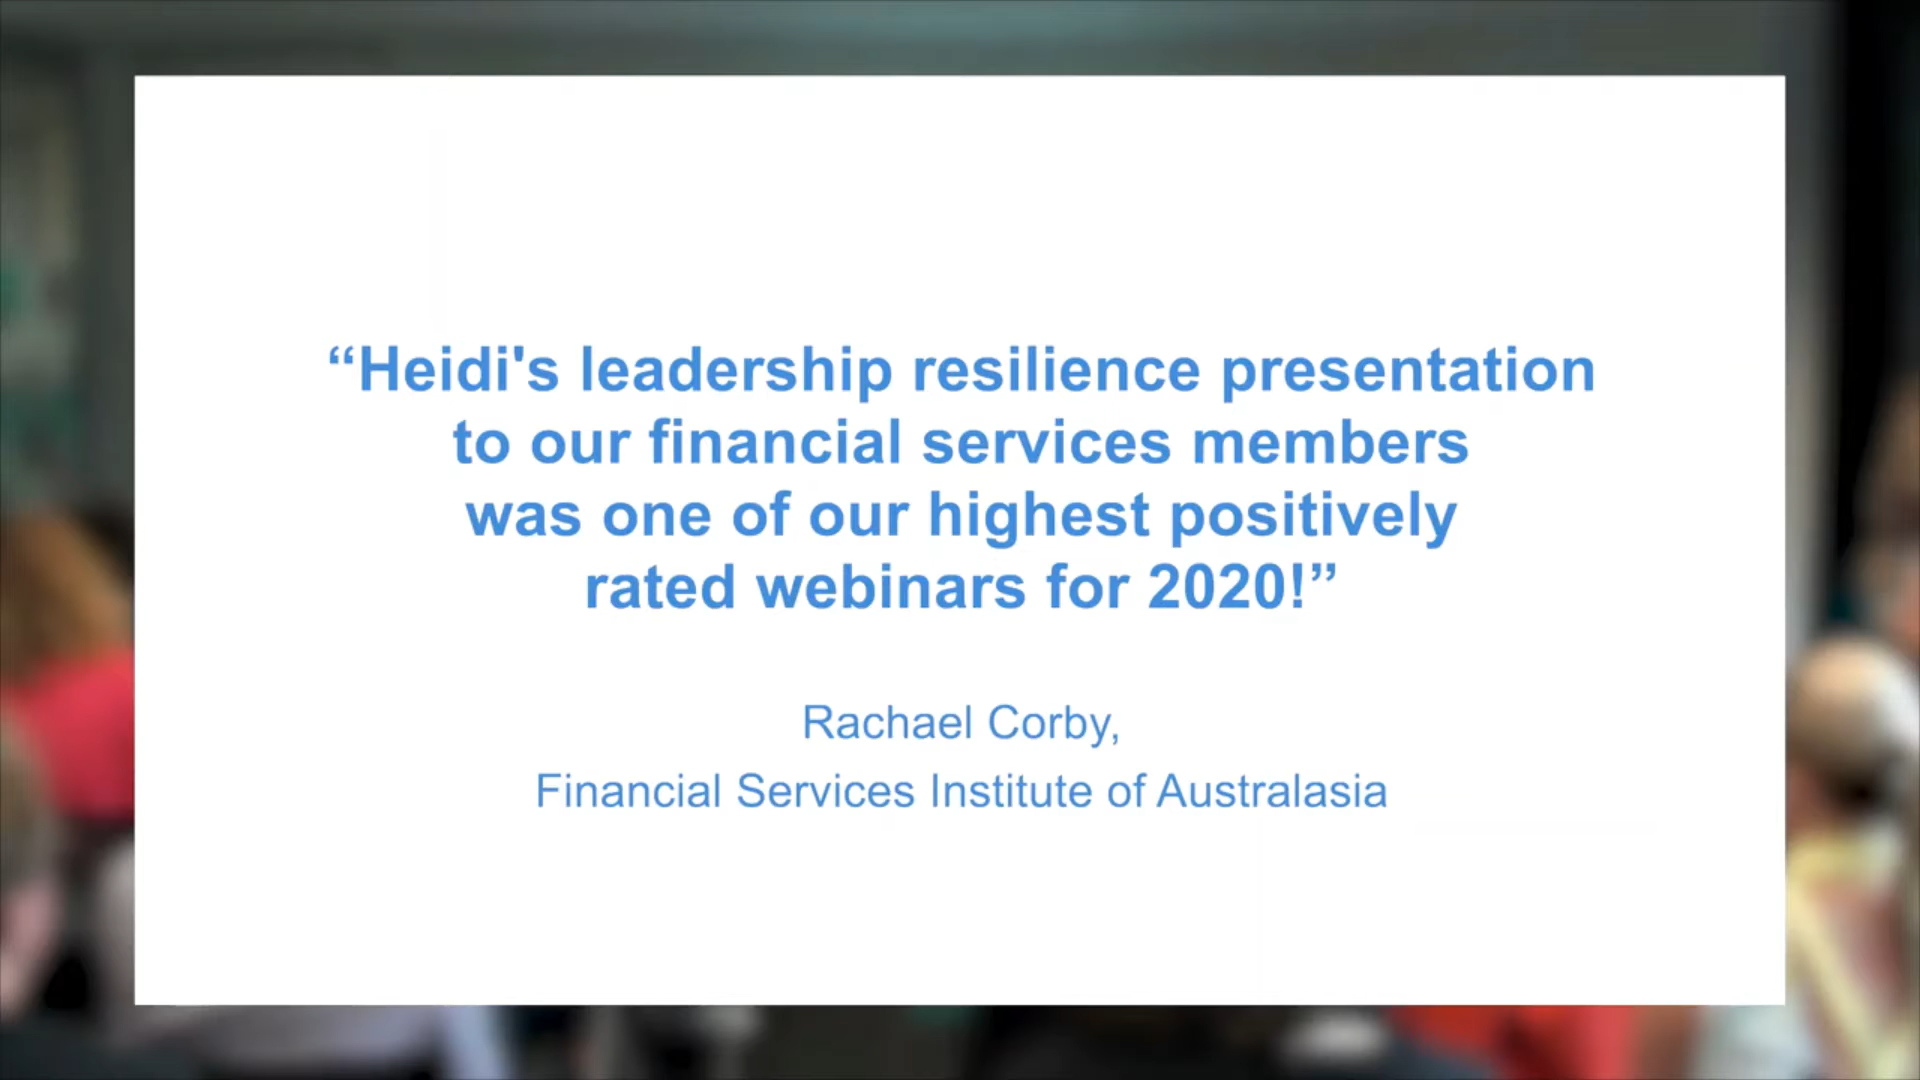 “Heidi's leadership resilience presentation
to our financial services members
was one of our highest positively
rated webinars for 2020!”
Rachael Corby,
Financial Services Institute of Australasia